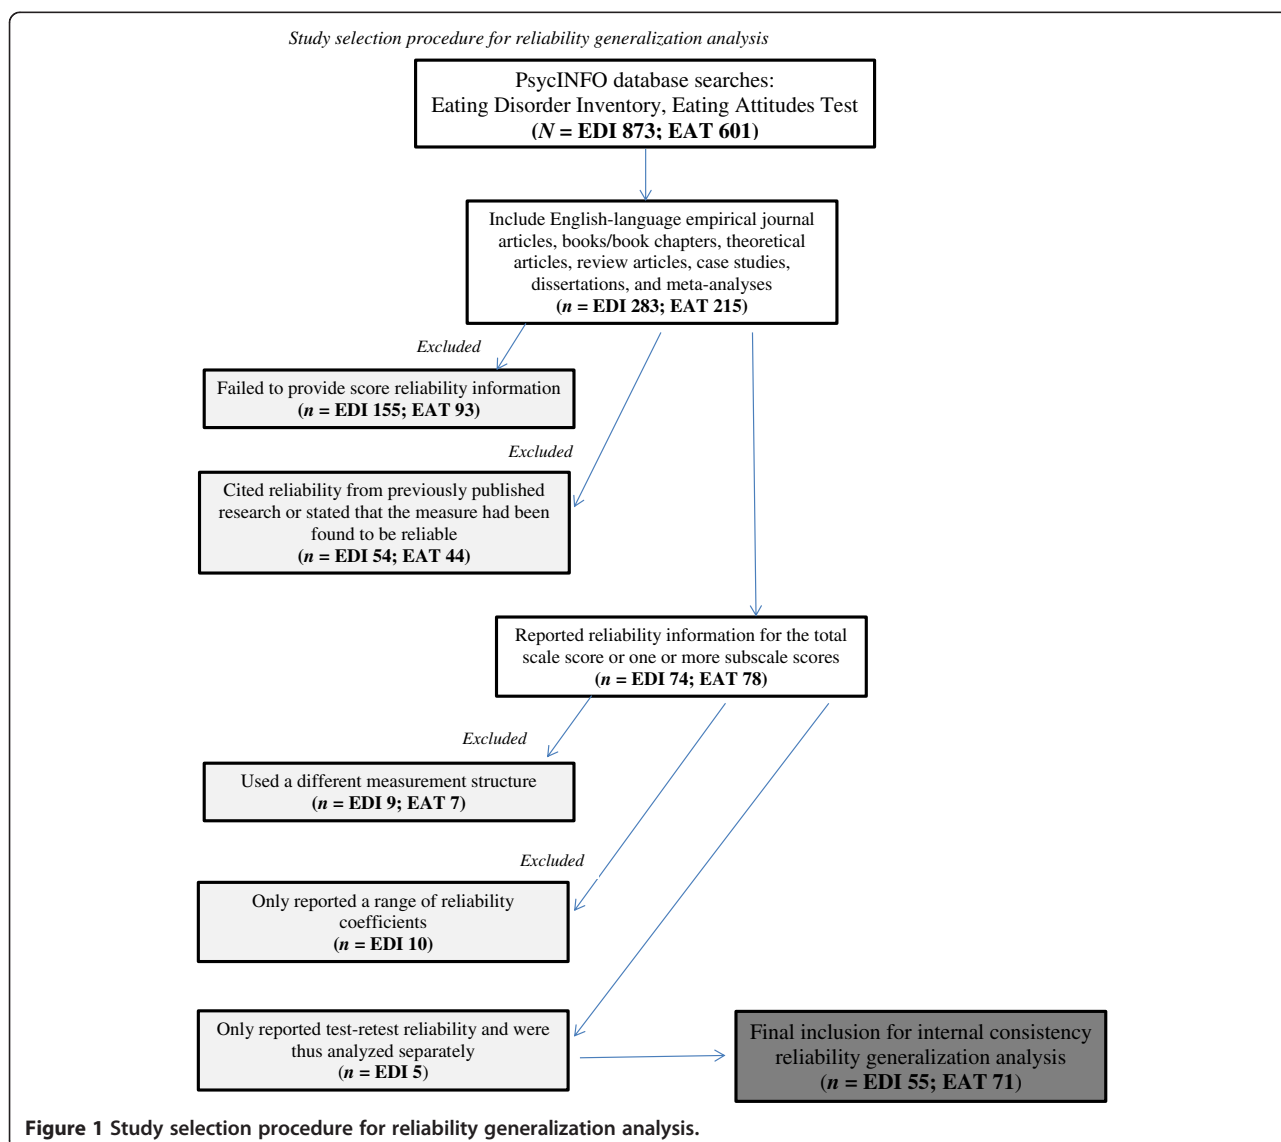 Study selection procedure for reliability generalization analysis
PsycINFO database searches:
Eating Disorder Inventory, Eating Attitudes Test
(N = EDI 873; EAT 601)
Include English-language empirical journal
articles, books/book chapters, theoretical
articles, review articles, case studies,
dissertations, and meta-analyses
(n = EDI 283; EAT 215)
Excluded
Failed to provide score reliability information
(n = EDI 155; EAT 93)
Excluded
Cited reliability from previously published
research or stated that the measure had been
found to be reliable
(n = EDI 54; EAT 44)
Reported reliability information for the total
scale score or one or more subscale scores
(n = EDI 74; EAT 78)
Excluded
Used a different measurement structure
(n = EDI 9; EAT 7)
Excluded
Only reported a range of reliability
coefficients
(n = EDI 10)
Only reported test-retest reliability and were
thus analyzed separately
(n = EDI 5)
Final inclusion for internal consistency
reliability generalization analysis
(n = EDI 55; EAT 71)
Figure 1 Study selection procedure for reliability generalization analysis.